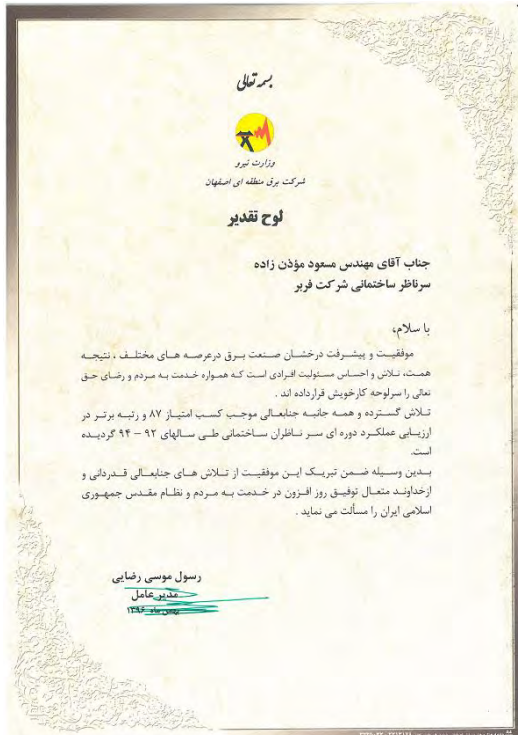 بسمه تعالی
وزارت نیرو
شرکت برق منطقه ای اصفهان
لوح تقدیر
جناب آقای مهندس مسعود مؤذن زاده
سرناظر ساختمانی شرکت فربر
با سلام،
موفقیت و پیشرفت درخشان صنعت برق درعرصه های مختلف ، نتیجه
همت، تلاش و احساس مسئولیت افرادی است که همواره خدمت به مردم و رضای حق
تعالی را سرلوحه کارخویش قرارداده اند .
تلاش گسترده و همه جانبه جنابعالی موجب کسب امتیاز ۸۷ و رتبه برتر در
ارزیابی عملکرد دوره ای سر ناظران ساختمانی طی سالهای ۹۲ – ۹۴ گردیده
است.
بدین وسیله ضمن تبریک این موفقیت از تلاش های جنابعالی قدردانی و
ازخداوند متعال توفیق روز افزون در خدمت به مردم و نظام مقدس جمهوری
اسلامی ایران را مسألت می نماید .
رسول موسی رضایی
مدیر عامل
بهمن ماه ۱۳۹۶